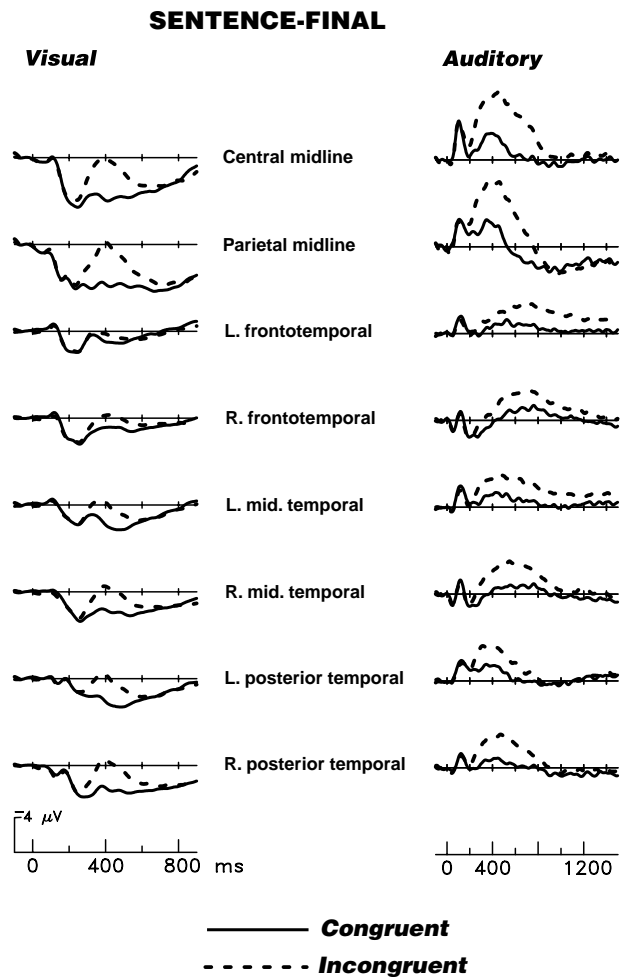 SENTENCE-FINAL
Visual
Auditory
Central midline
Parietal midline
L. frontotemporal
R. frontotemporal
L. mid. temporal
R. mid. temporal
L. posterior temporal
R. posterior temporal
-4 μV
0 400 800 ms
0 400 1200
Congruent
Incongruent